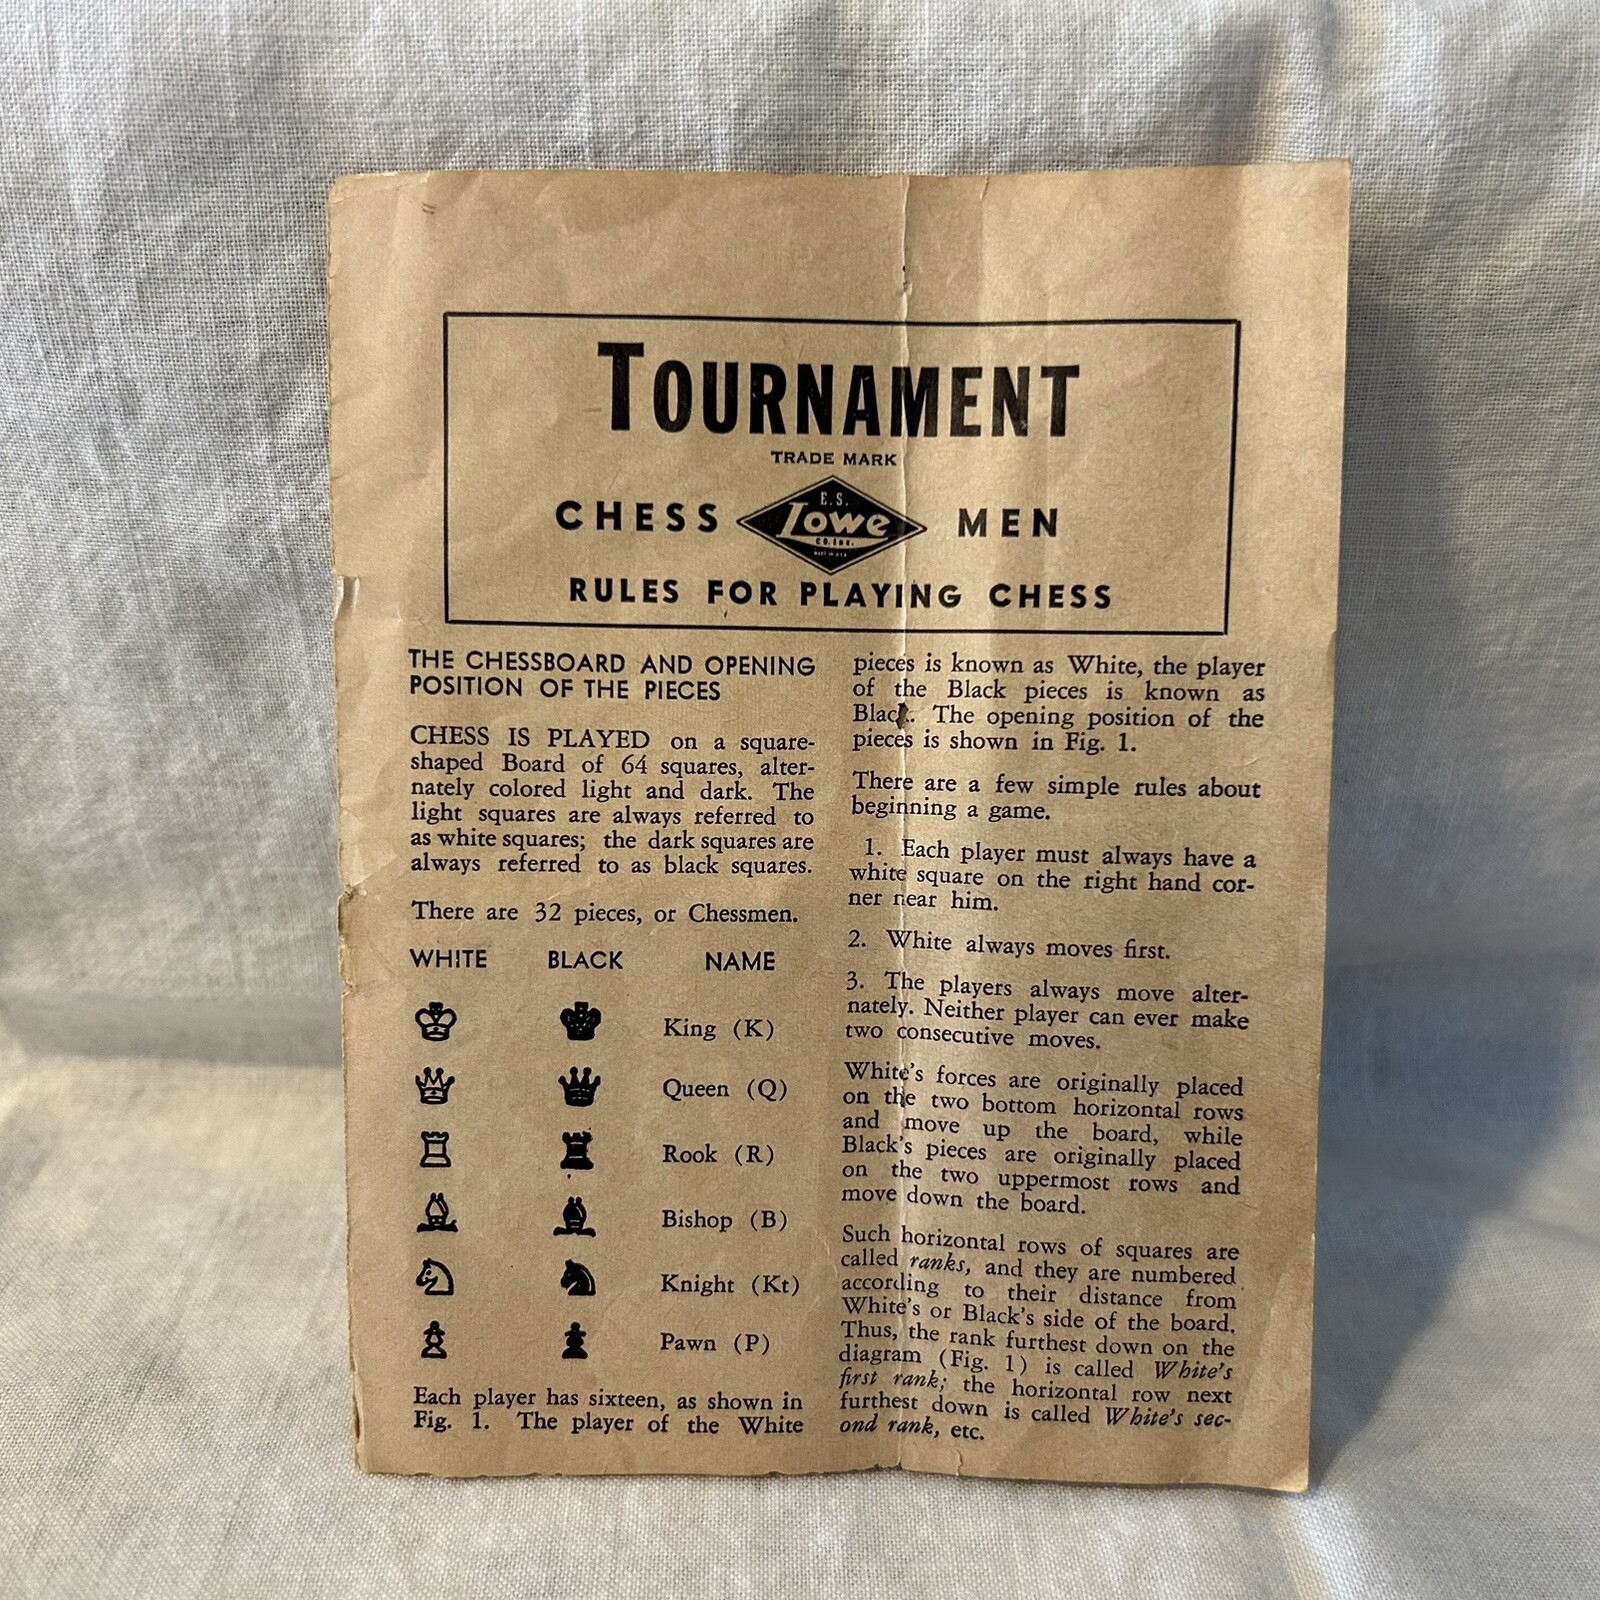 TOURNAMENT
TRADE MARK
CHESS E. S. Lowe CO. Inc. MEN
MADE IN U.S.A.
RULES FOR PLAYING CHESS
THE CHESSBOARD AND OPENING
POSITION OF THE PIECES
CHESS IS PLAYED on a square-
shaped Board of 64 squares, alter-
nately colored light and dark. The
light squares are always referred to
as white squares; the dark squares are
always referred to as black squares.
There are 32 pieces, or Chessmen.
WHITE BLACK NAME
King (K)
Queen (Q)
Rook (R)
Bishop (B)
Knight (Kt)
Pawn (P)
Each player has sixteen, as shown in
Fig. 1. The player of the White
pieces is known as White, the player
of the Black pieces is known as
Black. The opening position of the
pieces is shown in Fig. 1.
There are a few simple rules about
beginning a game.
1. Each player must always have a
white square on the right hand cor-
ner near him.
2. White always moves first.
3. The players always move alter-
nately. Neither player can ever make
two consecutive moves.
White's forces are originally placed
on the two bottom horizontal rows
and move up the board, while
Black's pieces are originally placed
on the two uppermost rows and
move down the board.
Such horizontal rows of squares are
called ranks, and they are numbered
according to their distance from
White's or Black's side of the board.
Thus, the rank furthest down on the
diagram (Fig. 1) is called White's
first rank; the horizontal row next
furthest down is called White's sec-
ond rank, etc.